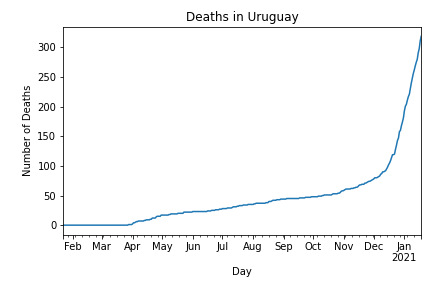 Deaths in Uruguay
Number of Deaths
300
250
200
150
100
50
0
Feb Mar Apr May Jun Jul Aug Sep Oct Nov Dec Jan
2021
Day